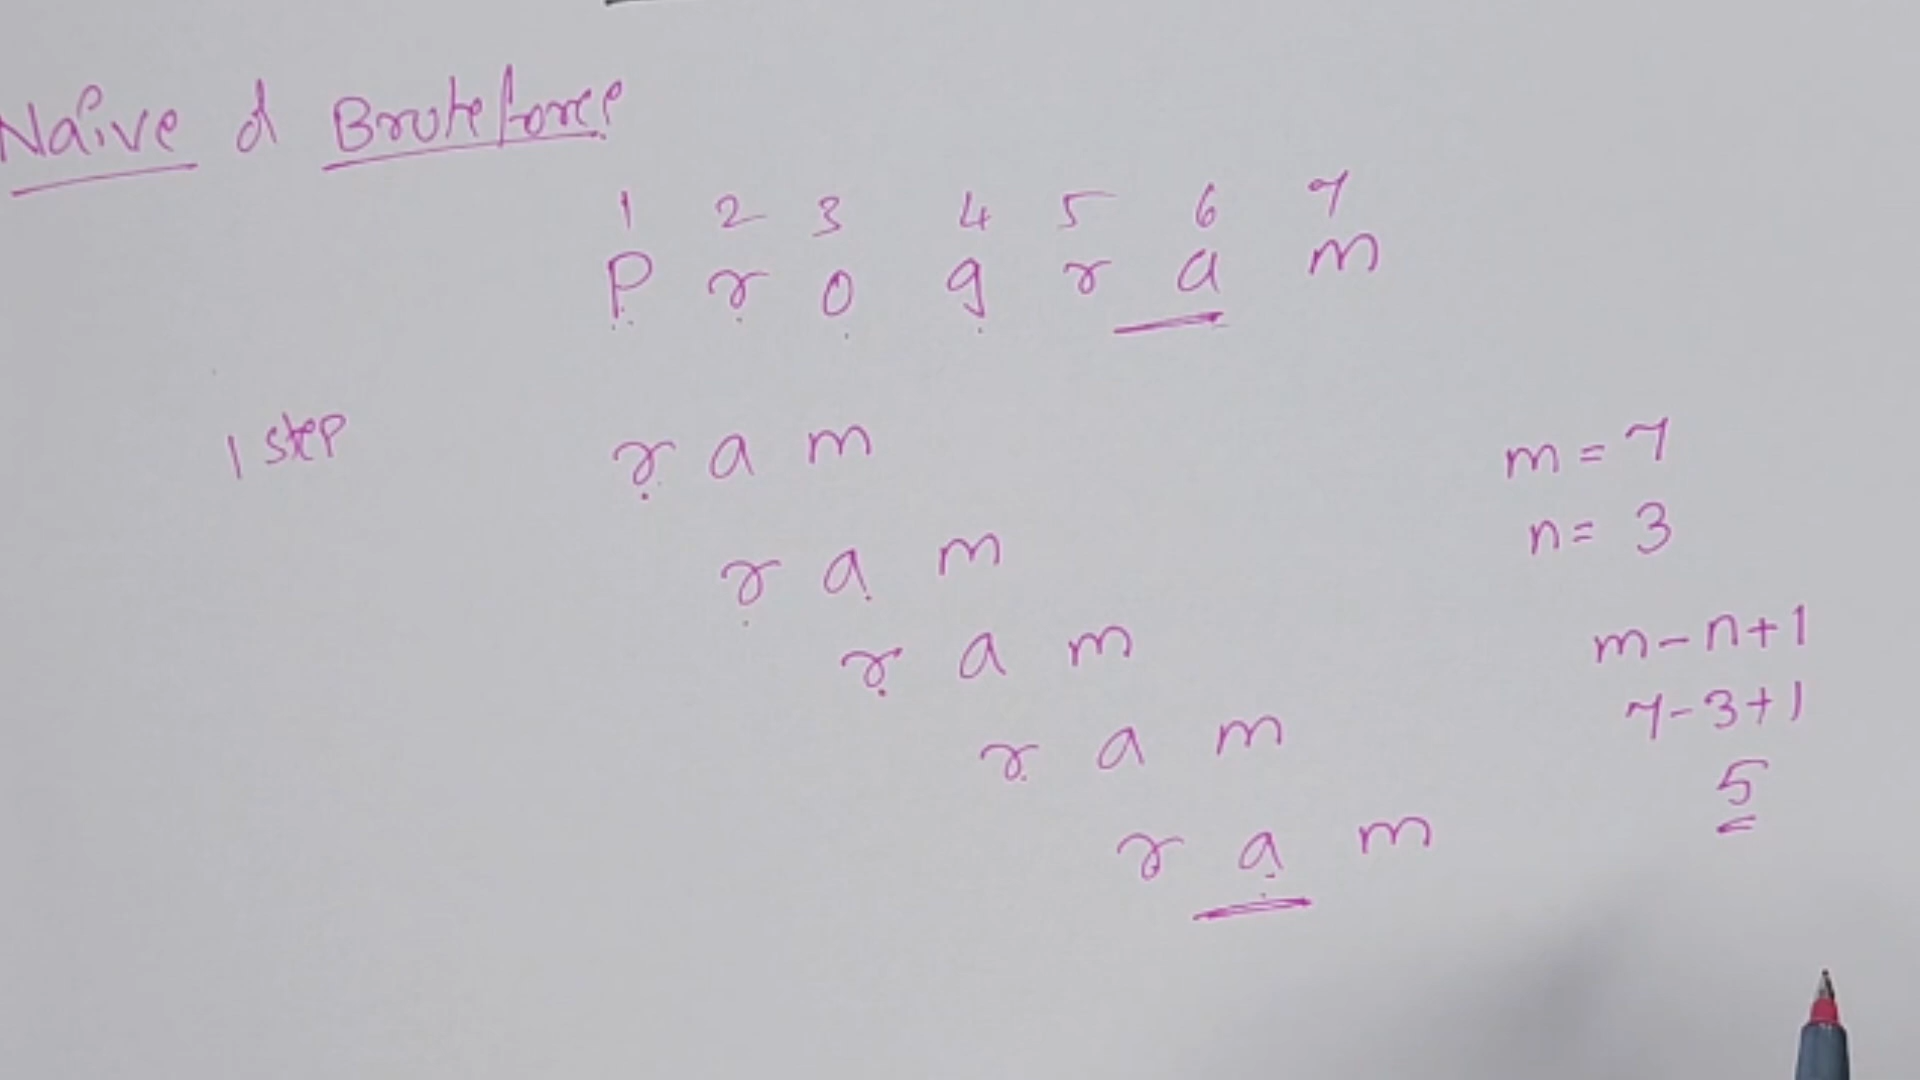 Naive d Bruteforce
1 2 3 4 5 6 7
P r o g r a m
1 step r a m
m = 7
r a m
n = 3
r a m
m - n + 1
r a m
7 - 3 + 1
r a m
5